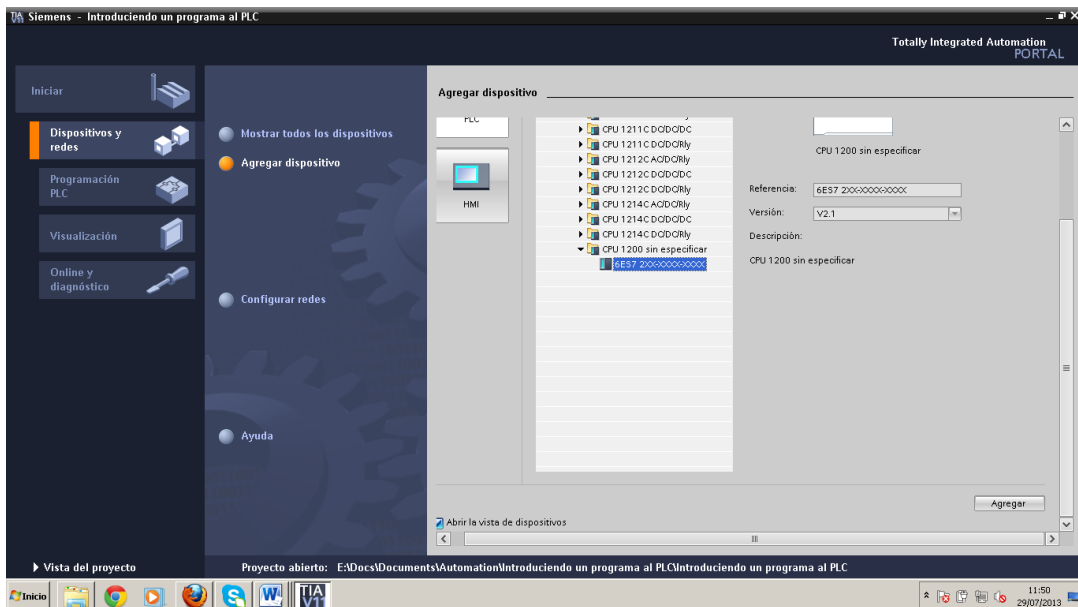 Siemens - Introduciendo un programa al PLC
Totally Integrated Automation
PORTAL
Iniciar
Dispositivos y
redes
Programación
PLC
Visualización
Online y
diagnóstico
Mostrar todos los dispositivos
Agregar dispositivo
Configurar redes
Ayuda
Agregar dispositivo
PLC
HMI
CPU 1211C DC/DC/DC
CPU 1211C DC/DC/Rly
CPU 1212C AC/DC/Rly
CPU 1212C DC/DC/DC
CPU 1212C DC/DC/Rly
CPU 1214C AC/DC/Rly
CPU 1214C DC/DC/DC
CPU 1214C DC/DC/Rly
CPU 1200 sin especificar
6ES7 2XX-XXXXX-XXXX
CPU 1200 sin especificar
Referencia: 6ES7 2XX-XXXXX-XXXX
Versión: V2.1
Descripción:
CPU 1200 sin especificar
Agregar
Abrir la vista de dispositivos
Vista del proyecto
Proyecto abierto: E:\Docs\Documents\Automation\Introduciendo un programa al PLC\Introduciendo un programa al PLC
Inicio
TIA
V11
11:50
29/07/2013